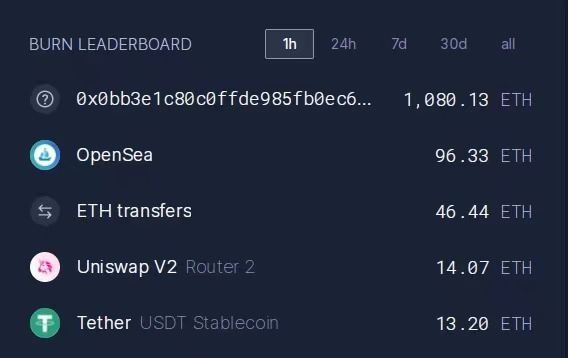 BURN LEADERBOARD 1h 24h 7d 30d all
0x0bb3e1c80c0ffde985fb0ec6... 1,080.13 ETH
OpenSea 96.33 ETH
ETH transfers 46.44 ETH
Uniswap V2 Router 2 14.07 ETH
Tether USDT Stablecoin 13.20 ETH